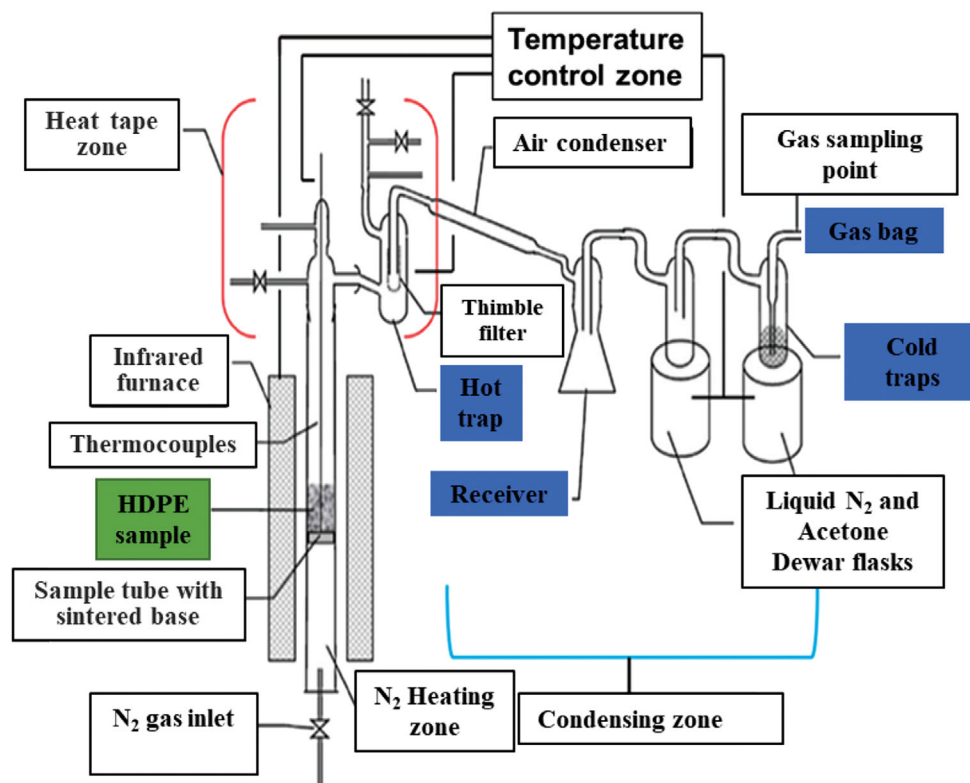 Temperature
control zone
Heat tape
zone
Air condenser
Gas sampling
point
Gas bag
Thimble
filter
Infrared
furnace
Hot
trap
Cold
traps
Thermocouples
Receiver
HDPE
sample
Liquid N₂ and
Acetone
Dewar flasks
Sample tube with
sintered base
N₂ gas inlet
N₂ Heating
zone
Condensing zone